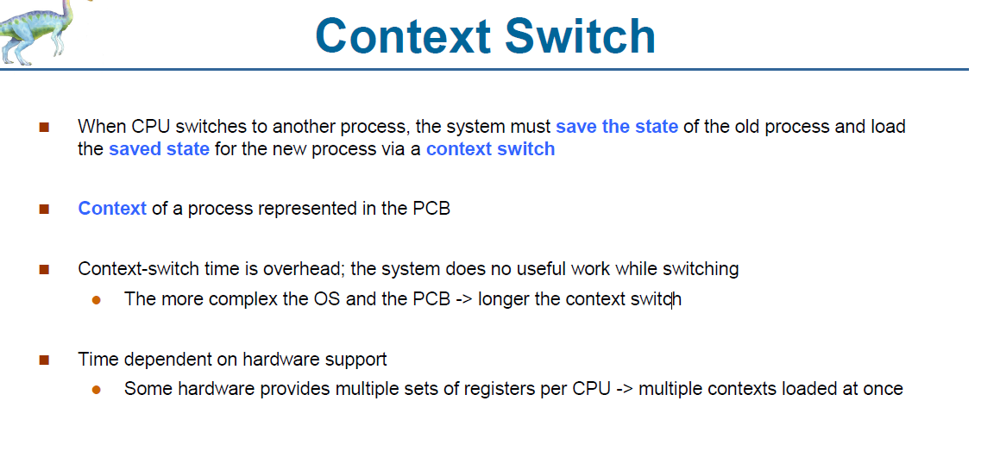 Context Switch
When CPU switches to another process, the system must save the state of the old process and load
the saved state for the new process via a context switch
Context of a process represented in the PCB
Context-switch time is overhead; the system does no useful work while switching
The more complex the OS and the PCB -> longer the context switch
Time dependent on hardware support
Some hardware provides multiple sets of registers per CPU -> multiple contexts loaded at once